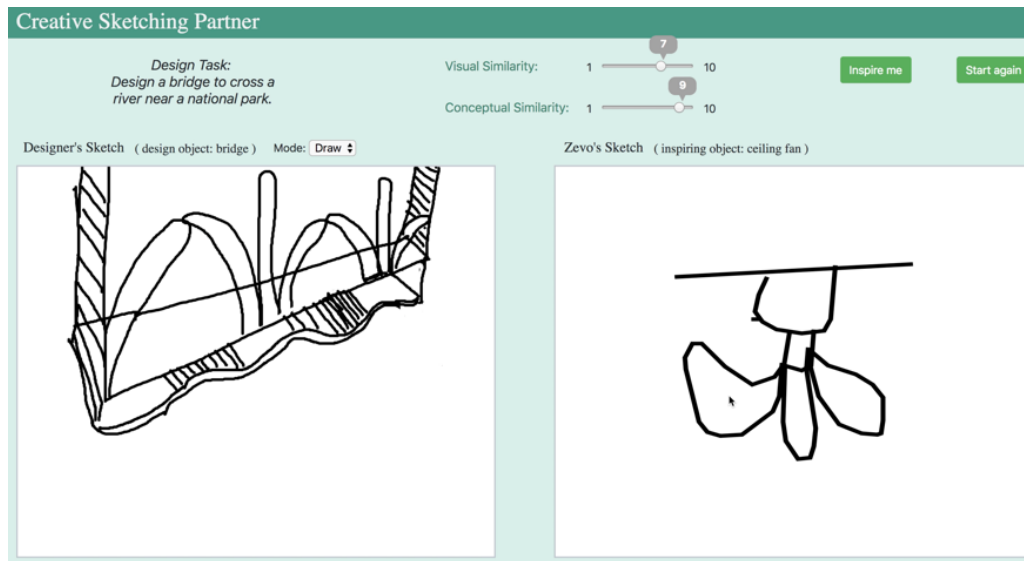 Creative Sketching Partner
Design Task:
Design a bridge to cross a
river near a national park.
Visual Similarity: 1 7 10
Conceptual Similarity: 1 9 10
Inspire me
Start again
Designer's Sketch ( design object: bridge ) Mode: Draw
Zevo's Sketch ( inspiring object: ceiling fan )